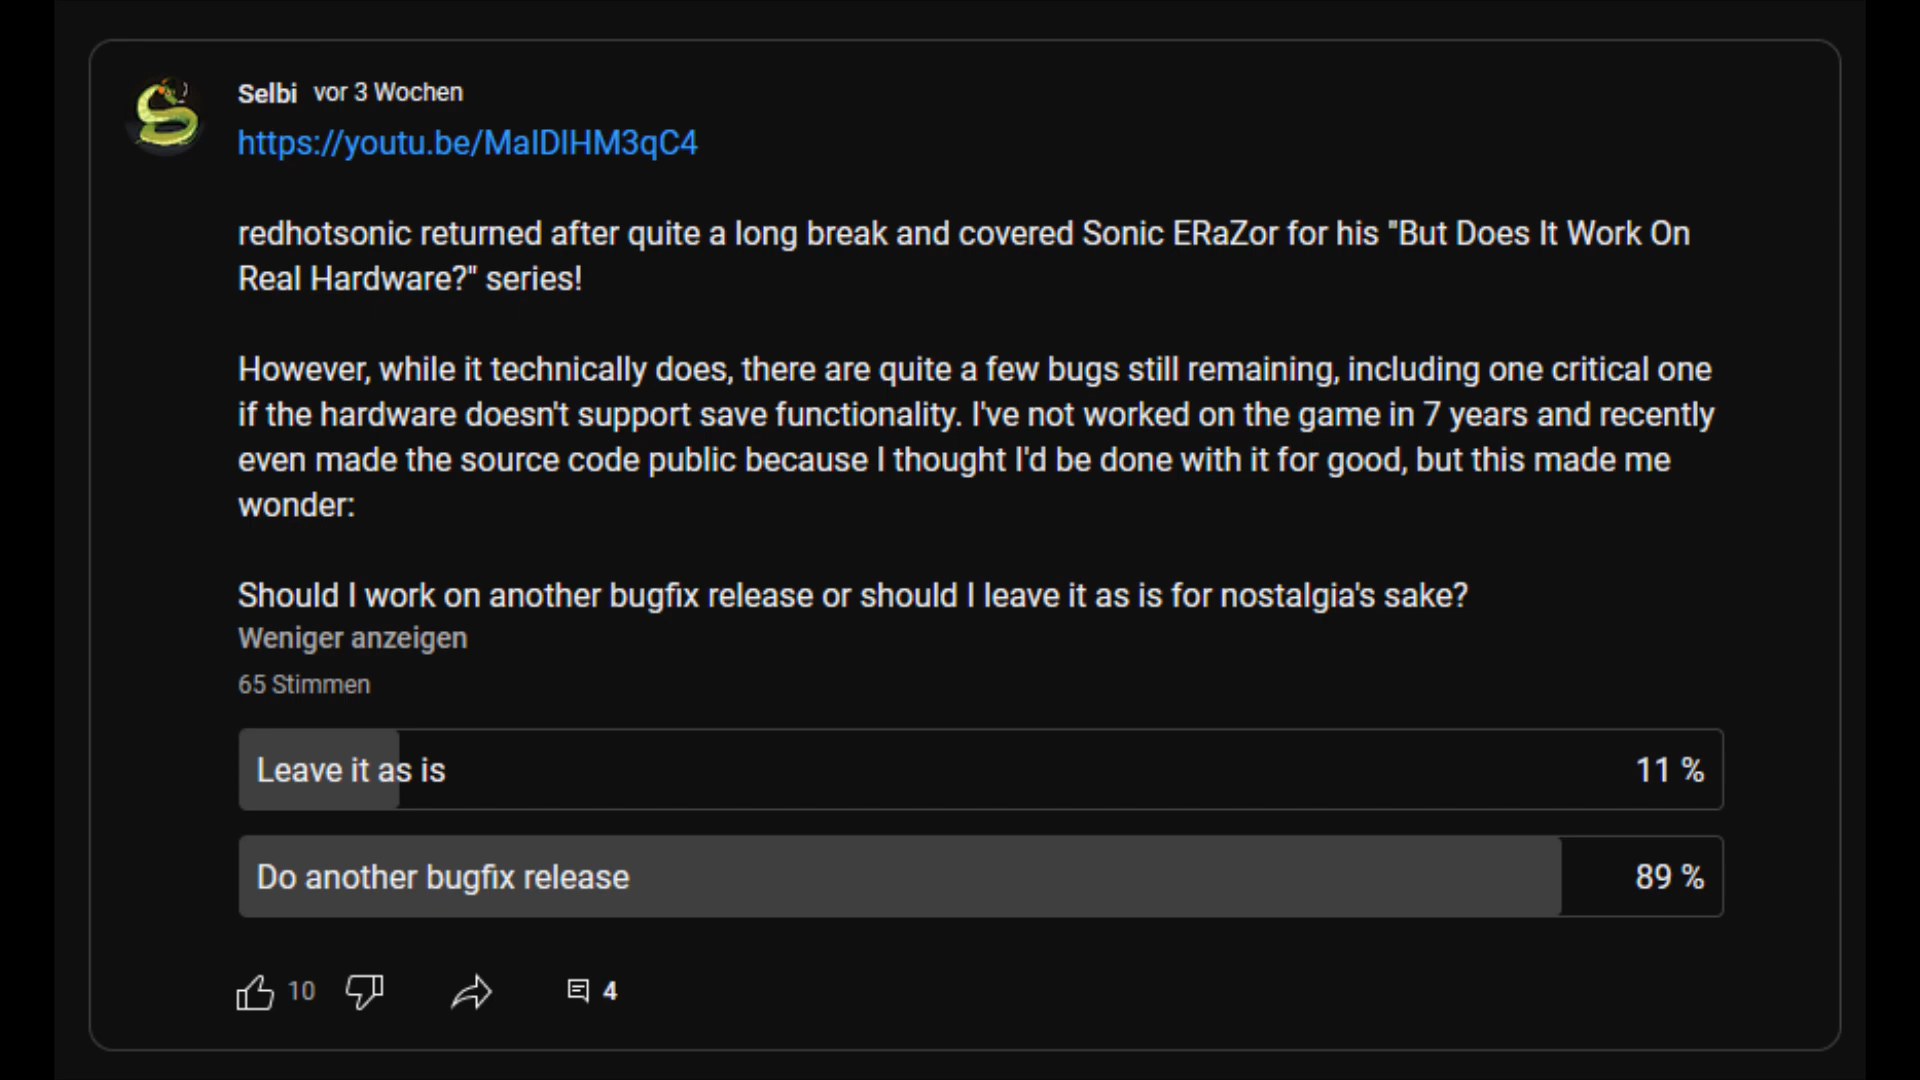 Selbi vor 3 Wochen
https://youtu.be/MaIDIHM3qC4
redhotsonic returned after quite a long break and covered Sonic ERaZor for his "But Does It Work On
Real Hardware?" series!
However, while it technically does, there are quite a few bugs still remaining, including one critical one
if the hardware doesn't support save functionality. I've not worked on the game in 7 years and recently
even made the source code public because I thought I'd be done with it for good, but this made me
wonder:
Should I work on another bugfix release or should I leave it as is for nostalgia's sake?
Weniger anzeigen
65 Stimmen
Leave it as is 11 %
Do another bugfix release 89 %
10 4